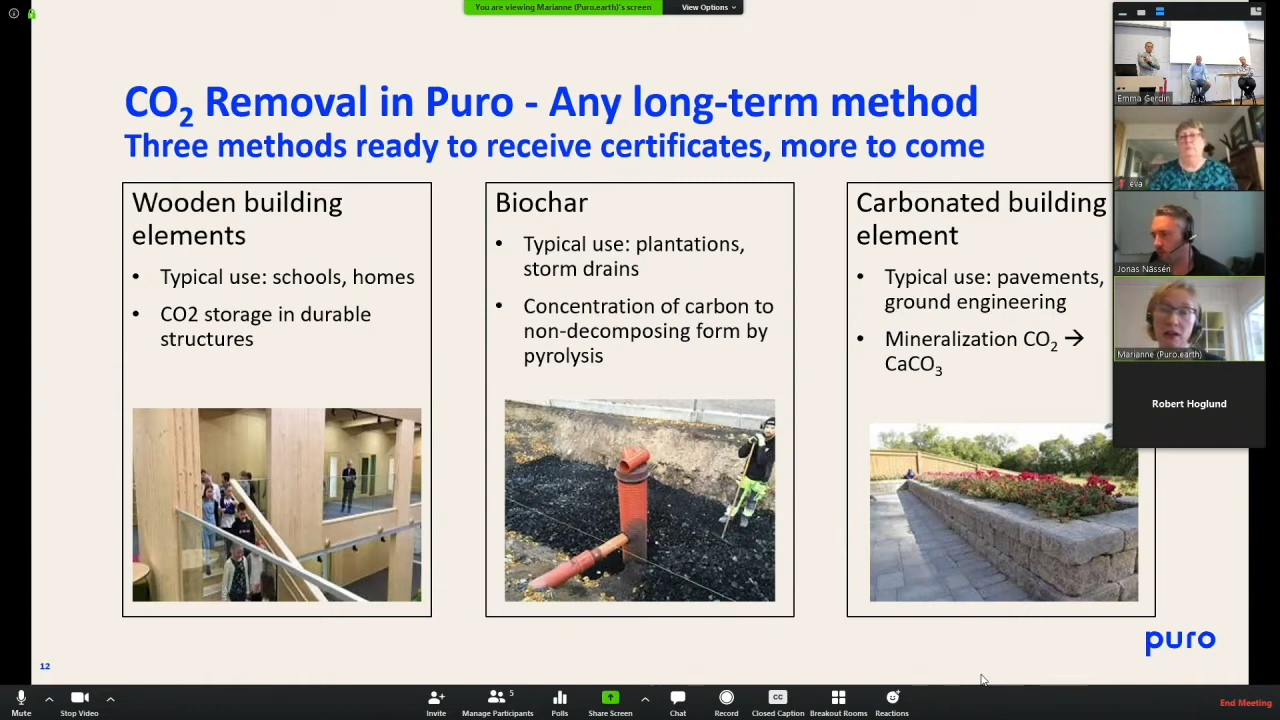 You are viewing Marianne (Puro.earth)'s screen
View Options
CO₂ Removal in Puro - Any long-term method
Three methods ready to receive certificates, more to come
Wooden building
elements
• Typical use: schools, homes
• CO2 storage in durable
structures
Biochar
• Typical use: plantations,
storm drains
• Concentration of carbon to
non-decomposing form by
pyrolysis
Carbonated building
element
• Typical use: pavements,
ground engineering
• Mineralization CO₂ →
CaCO₃
puro
12
Emma Gerdin
eva
Jonas Nässén
Marianne (Puro.earth)
Robert Hoglund
Mute
Stop Video
Invite
5
Manage Participants
Polls
Share Screen
Chat
Record
CC
Closed Caption
Breakout Rooms
Reactions
End Meeting